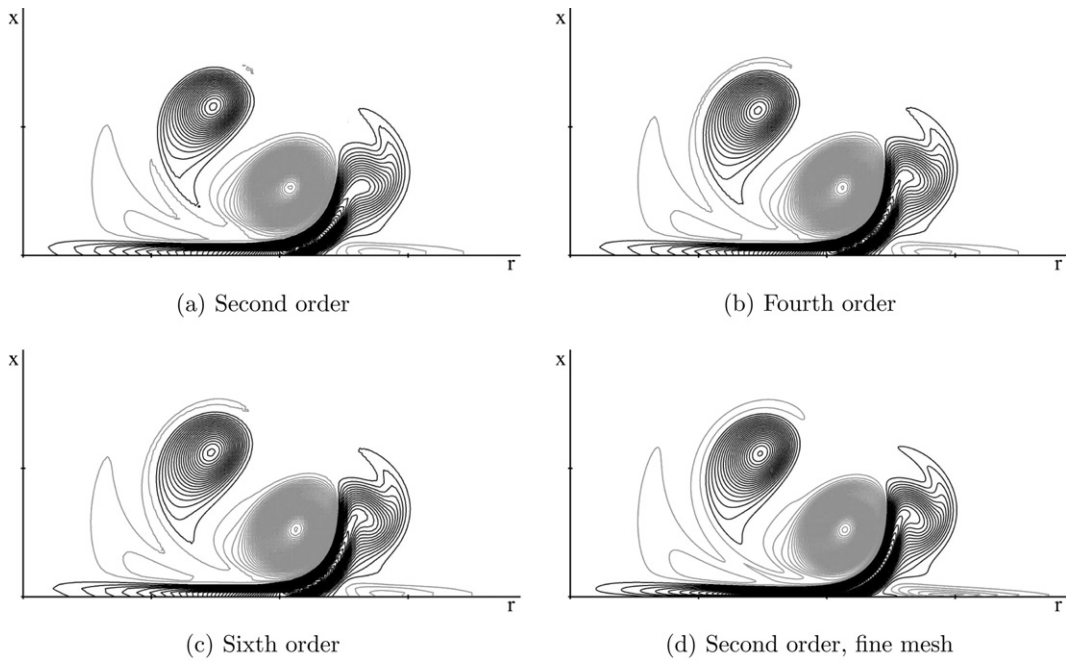 x
r
(a) Second order
x
r
(b) Fourth order
x
r
(c) Sixth order
x
r
(d) Second order, fine mesh